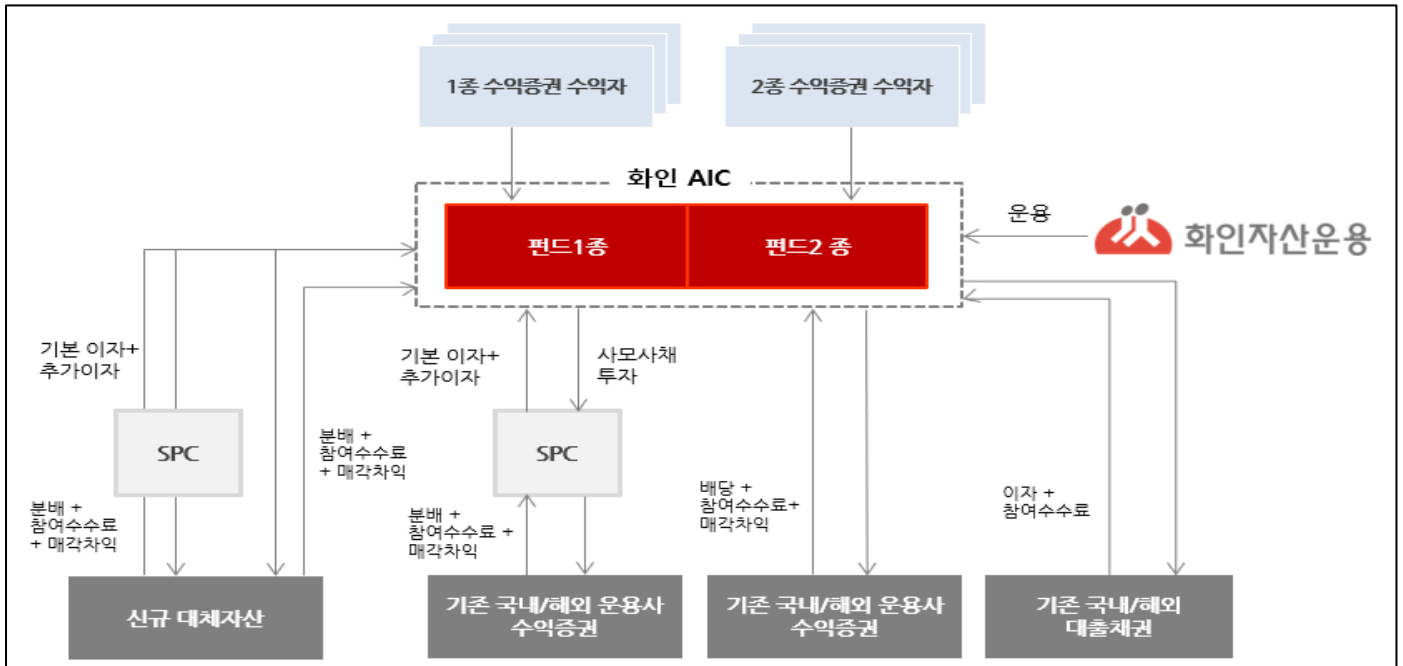 1종 수익증권 수익자
2종 수익증권 수익자
화인 AIC
펀드1종
펀드2 종
운용
화인자산운용
기본 이자+
추가이자
기본 이자+
추가이자
사모사채
투자
SPC
분배 +
참여수수료
+ 매각차익
SPC
분배 +
참여수수료
+ 매각차익
분배 +
참여수수료 +
매각차익
배당 +
참여수수료+
매각차익
이자 +
참여수수료
신규 대체자산
기존 국내/해외 운용사
수익증권
기존 국내/해외 운용사
수익증권
기존 국내/해외
대출채권